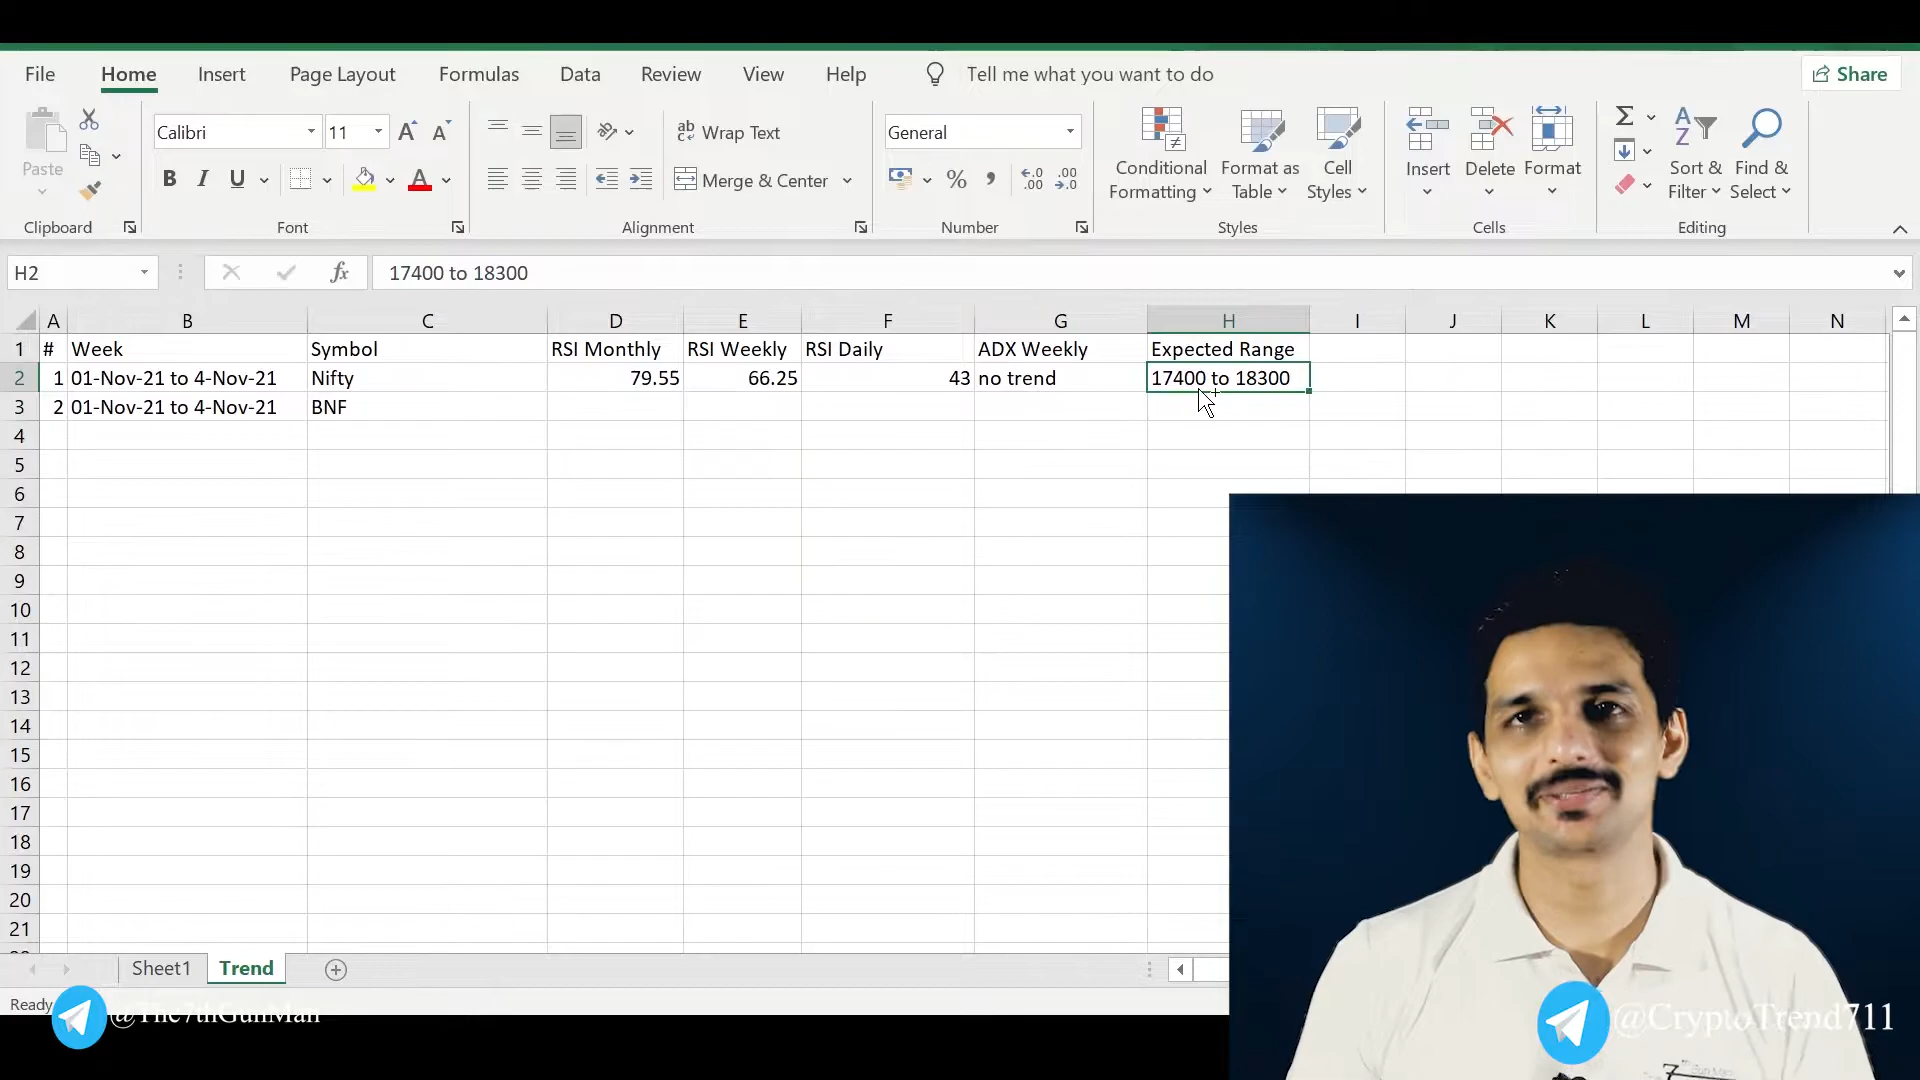 File Home Insert Page Layout Formulas Data Review View Help Tell me what you want to do Share
Calibri 11 Wrap Text General
Paste Merge & Center Conditional Formatting Format as Table Cell Styles Insert Delete Format Sort & Filter Find & Select
Clipboard Font Alignment Number Styles Cells Editing
H2 fx 17400 to 18300
A B C D E F G H I J K L M N
1 # Week Symbol RSI Monthly RSI Weekly RSI Daily ADX Weekly Expected Range
2 1 01-Nov-21 to 4-Nov-21 Nifty 79.55 66.25 43 no trend 17400 to 18300
3 2 01-Nov-21 to 4-Nov-21 BNF
4
5
6
7
8
9
10
11
12
13
14
15
16
17
18
19
20
21
Sheet1 Trend
Ready
@The7thGunMan @CryptoTrend711